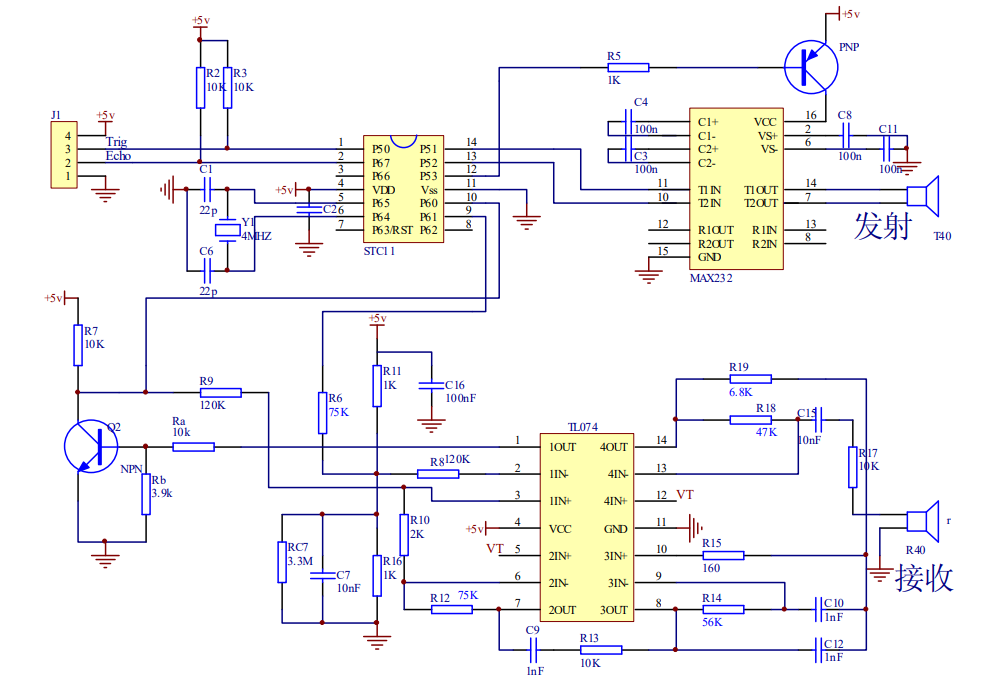 +5v
+5v
PNP
R2
10K
R3
10K
R5
1K
J1
4
3
2
1
+5v
Trig
Echo
C4
100n
C3
100n
C1
22p
Y1
4MHZ
C6
22p
+5v
C2
1
2
3
4
5
6
7
P50
P67
P66
VDD
P65
P64
P63/RST
P51
P52
P53
Vss
P60
P61
P62
14
13
12
11
10
9
8
STC11
11
10
12
15
C1+
C1-
C2+
C2-
T1IN
T2IN
R1OUT
R2OUT
GND
VCC
VS+
VS-
T1OUT
T2OUT
R1IN
R2IN
16
2
6
14
7
13
8
MAX232
C8
100n
C11
100n
发射
T40
+5v
R7
10K
R9
120K
Q2
NPN
Ra
10k
Rb
3.9k
+5v
R11
1K
C16
100nF
R6
75K
R8
120K
R10
2K
RC7
3.3M
C7
10nF
R16
1K
R12
75K
+5v
VT
TL074
1
2
3
4
5
6
7
1OUT
1IN-
1IN+
VCC
2IN+
2IN-
2OUT
4OUT
4IN-
4IN+
GND
3IN+
3IN-
3OUT
14
13
12
11
10
9
8
VT
R19
6.8K
R18
47K
C15
10nF
R17
10K
R15
160
R14
56K
C10
1nF
C12
1nF
C9
1nF
R13
10K
r
R40
接收